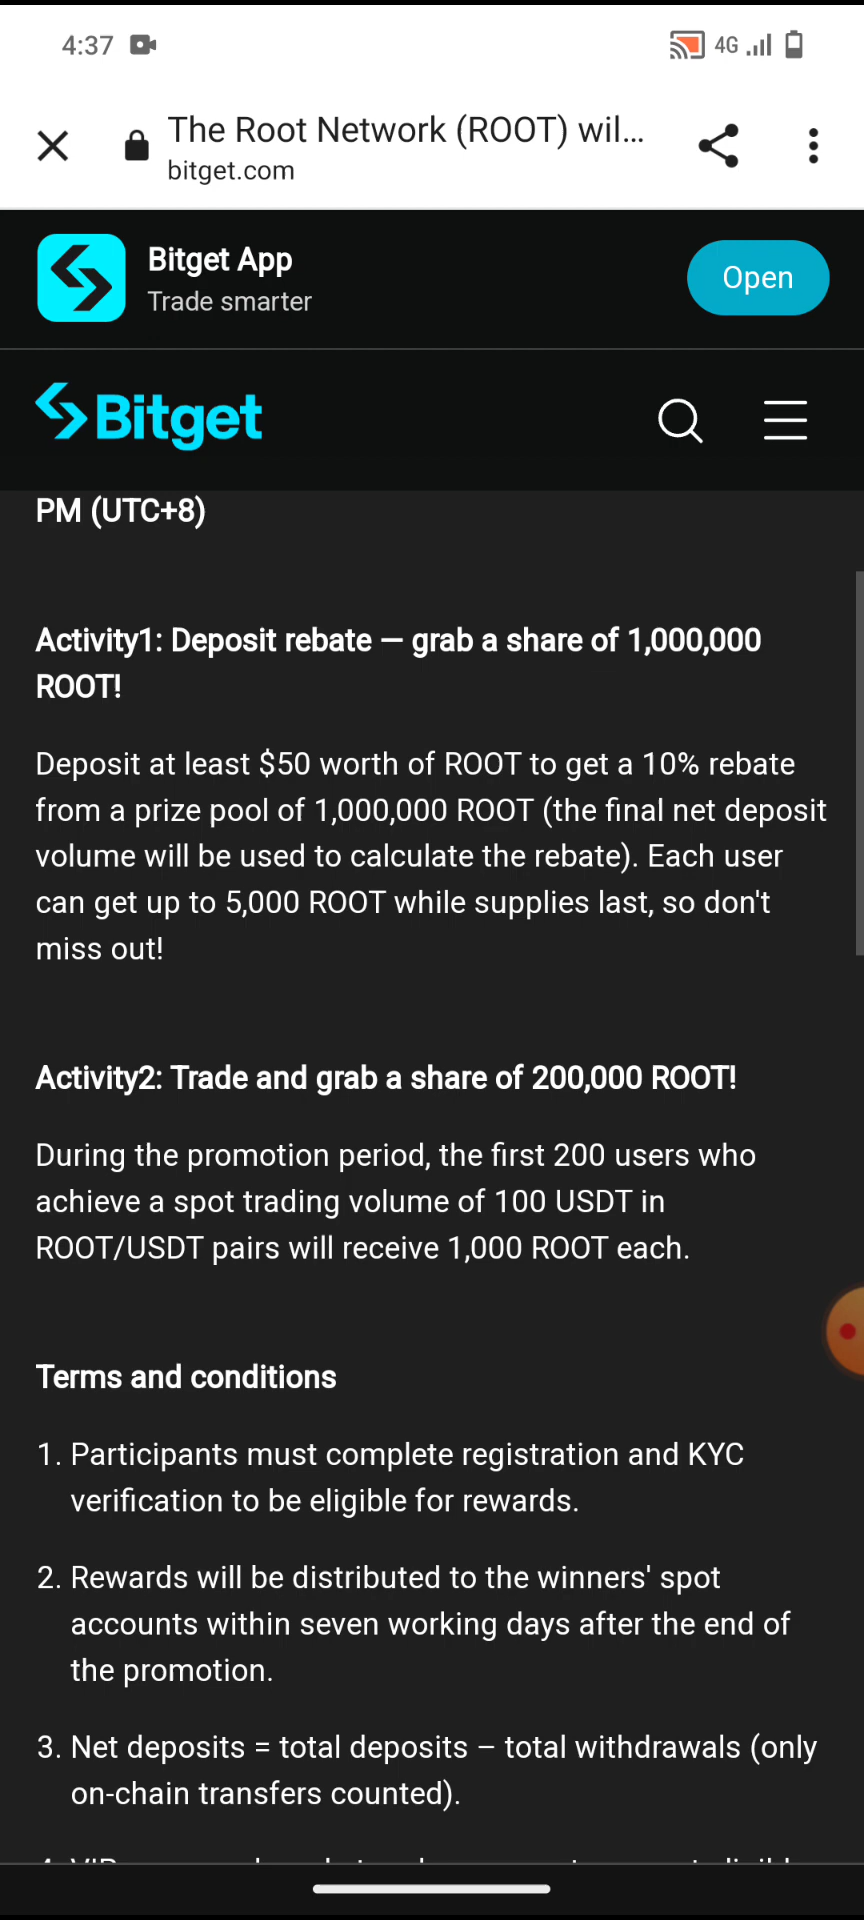 4:37
4G
The Root Network (ROOT) wil...
bitget.com
Bitget App
Trade smarter
Open
Bitget
PM (UTC+8)
Activity1: Deposit rebate — grab a share of 1,000,000
ROOT!
Deposit at least $50 worth of ROOT to get a 10% rebate
from a prize pool of 1,000,000 ROOT (the final net deposit
volume will be used to calculate the rebate). Each user
can get up to 5,000 ROOT while supplies last, so don't
miss out!
Activity2: Trade and grab a share of 200,000 ROOT!
During the promotion period, the first 200 users who
achieve a spot trading volume of 100 USDT in
ROOT/USDT pairs will receive 1,000 ROOT each.
Terms and conditions
1. Participants must complete registration and KYC
verification to be eligible for rewards.
2. Rewards will be distributed to the winners' spot
accounts within seven working days after the end of
the promotion.
3. Net deposits = total deposits – total withdrawals (only
on-chain transfers counted).